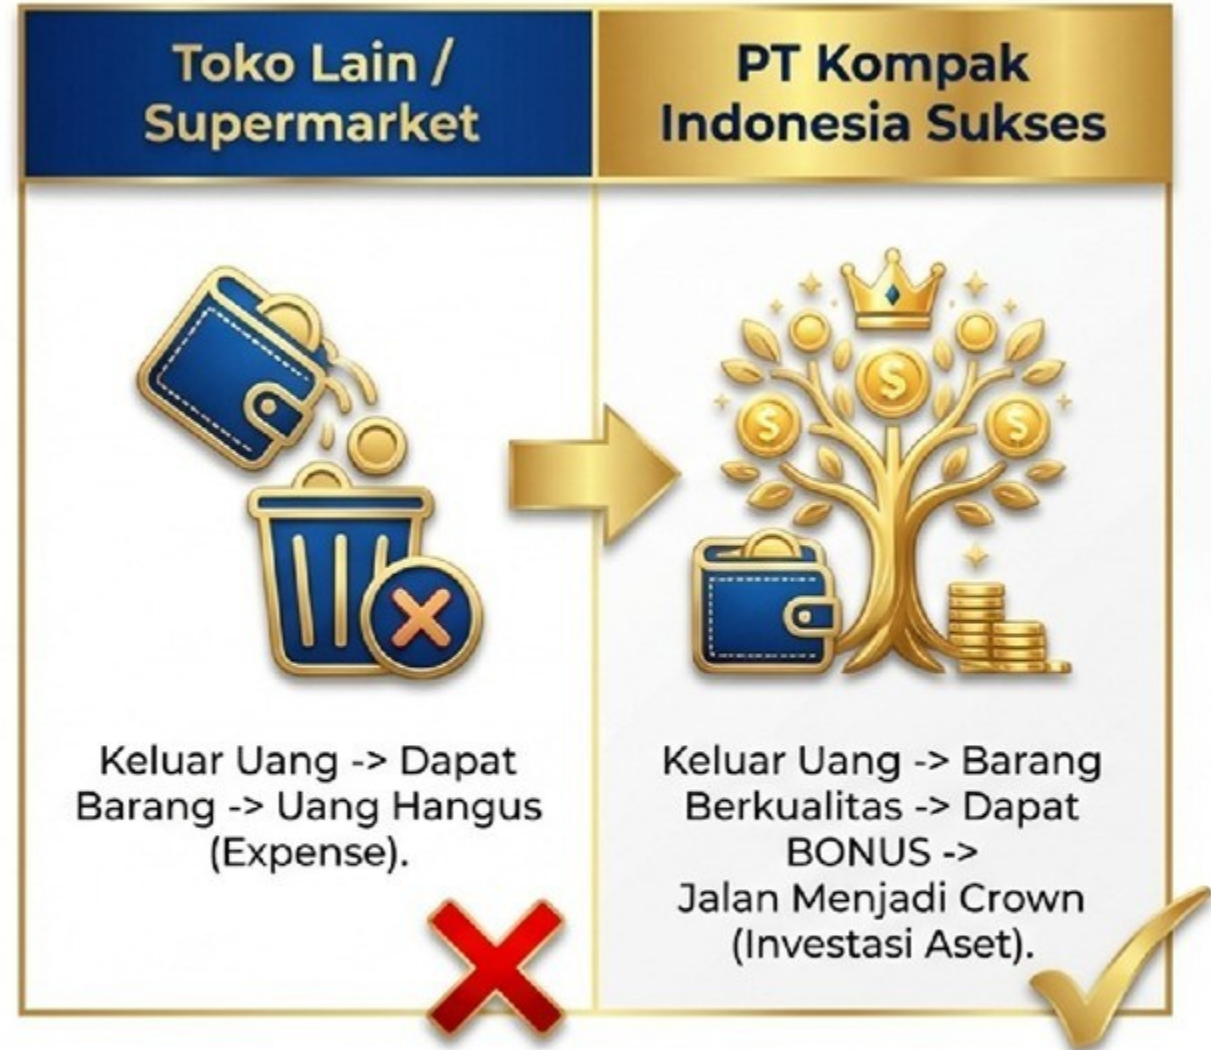 Toko Lain /
Supermarket
PT Kompak
Indonesia Sukses
Keluar Uang -> Dapat
Barang -> Uang Hangus
(Expense).
Keluar Uang -> Barang
Berkualitas -> Dapat
BONUS ->
Jalan Menjadi Crown
(Investasi Aset).